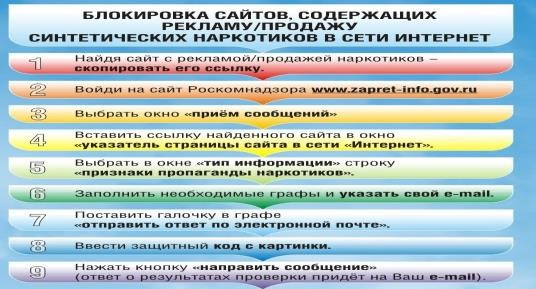 БЛОКИРОВКА САЙТОВ, СОДЕРЖАЩИХ
РЕКЛАМУ/ПРОДАЖУ
СИНТЕТИЧЕСКИХ НАРКОТИКОВ В СЕТИ ИНТЕРНЕТ
1 Найдя сайт с рекламой/продажей наркотиков –
скопировать его ссылку.
2 Войди на сайт Роскомнадзора www.zapret-info.gov.ru
3 Выбрать окно «приём сообщений»
4 Вставить ссылку найденного сайта в окно
«указатель страницы сайта в сети «Интернет».
5 Выбрать в окне «тип информации» строку
«признаки пропаганды наркотиков».
6 Заполнить необходимые графы и указать свой e-mail.
7 Поставить галочку в графе
«отправить ответ по электронной почте».
8 Ввести защитный код с картинки.
9 Нажать кнопку «направить сообщение»
(ответ о результатах проверки придёт на Ваш e-mail).